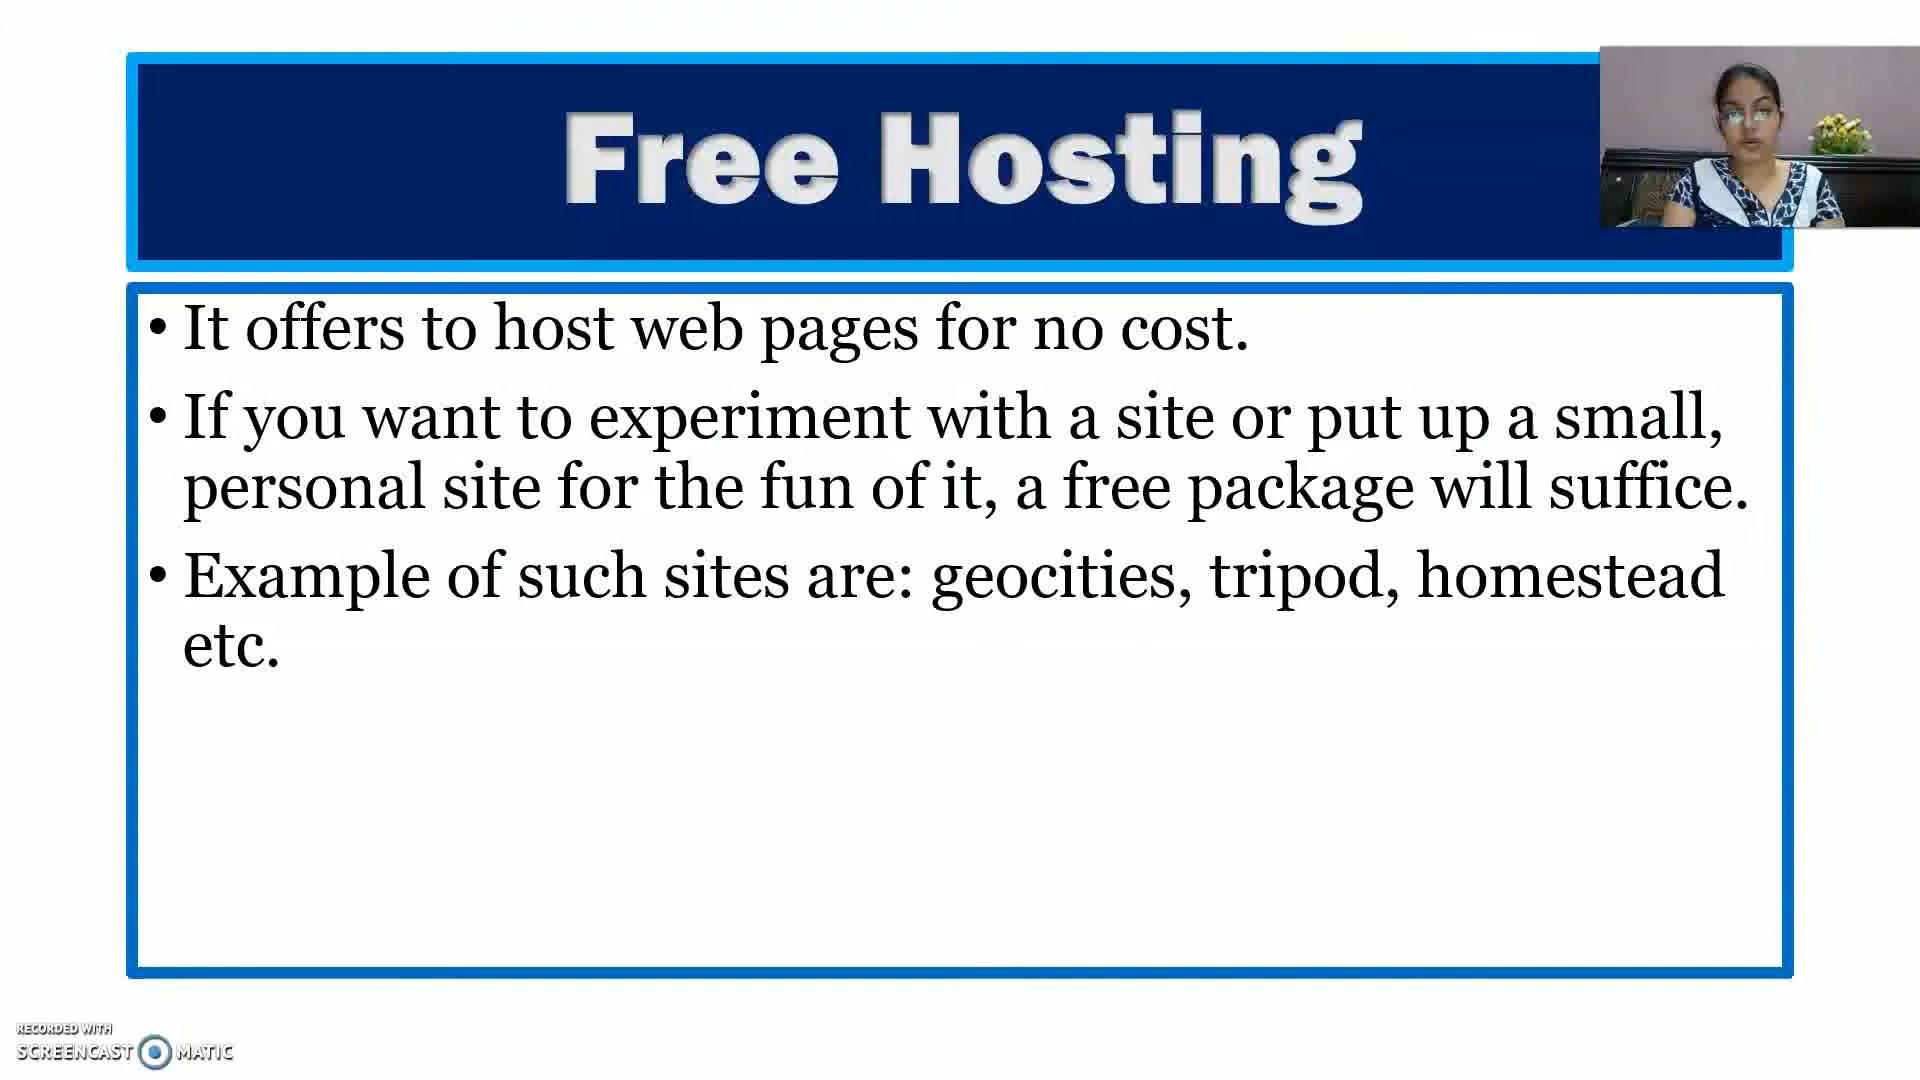 Free Hosting
• It offers to host web pages for no cost.
• If you want to experiment with a site or put up a small,
personal site for the fun of it, a free package will suffice.
• Example of such sites are: geocities, tripod, homestead
etc.
RECORDED WITH
SCREENCAST MATIC